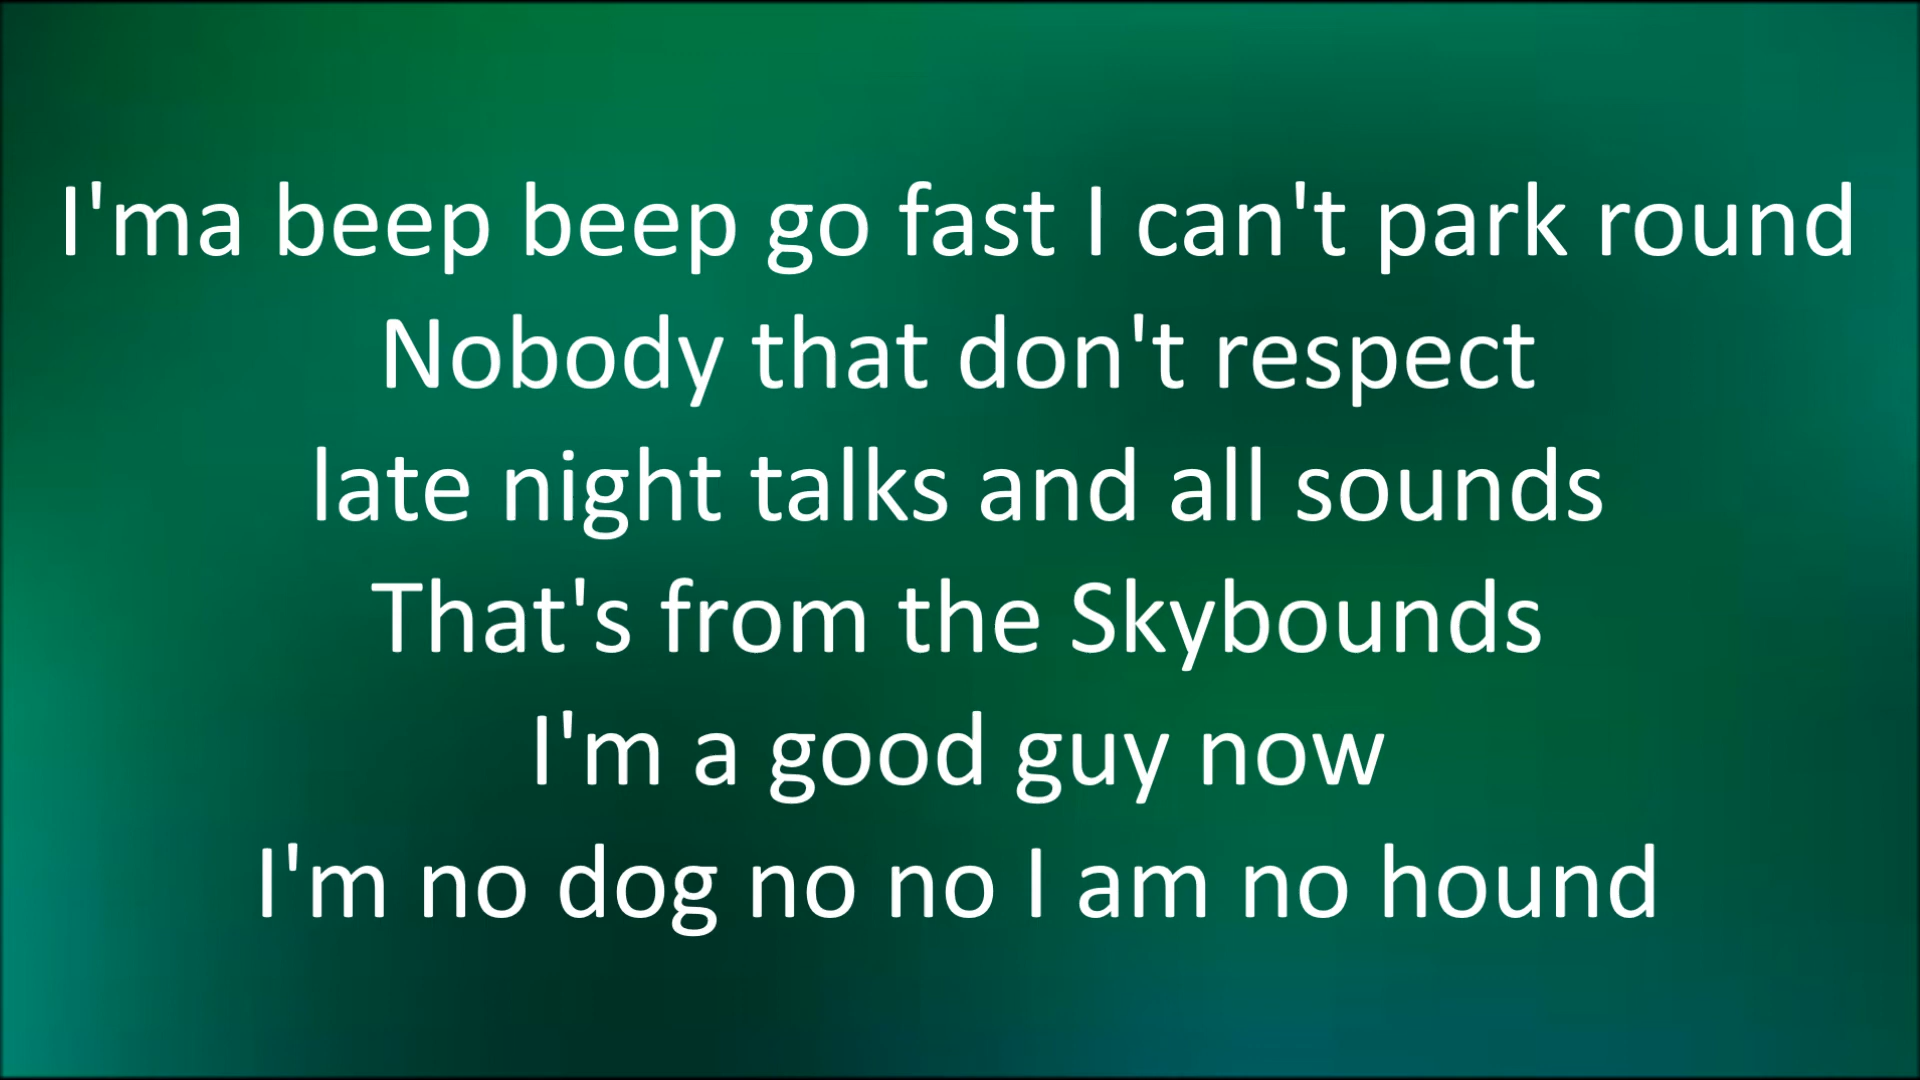 I'ma beep beep go fast I can't park round
Nobody that don't respect
late night talks and all sounds
That's from the Skybounds
I'm a good guy now
I'm no dog no no I am no hound